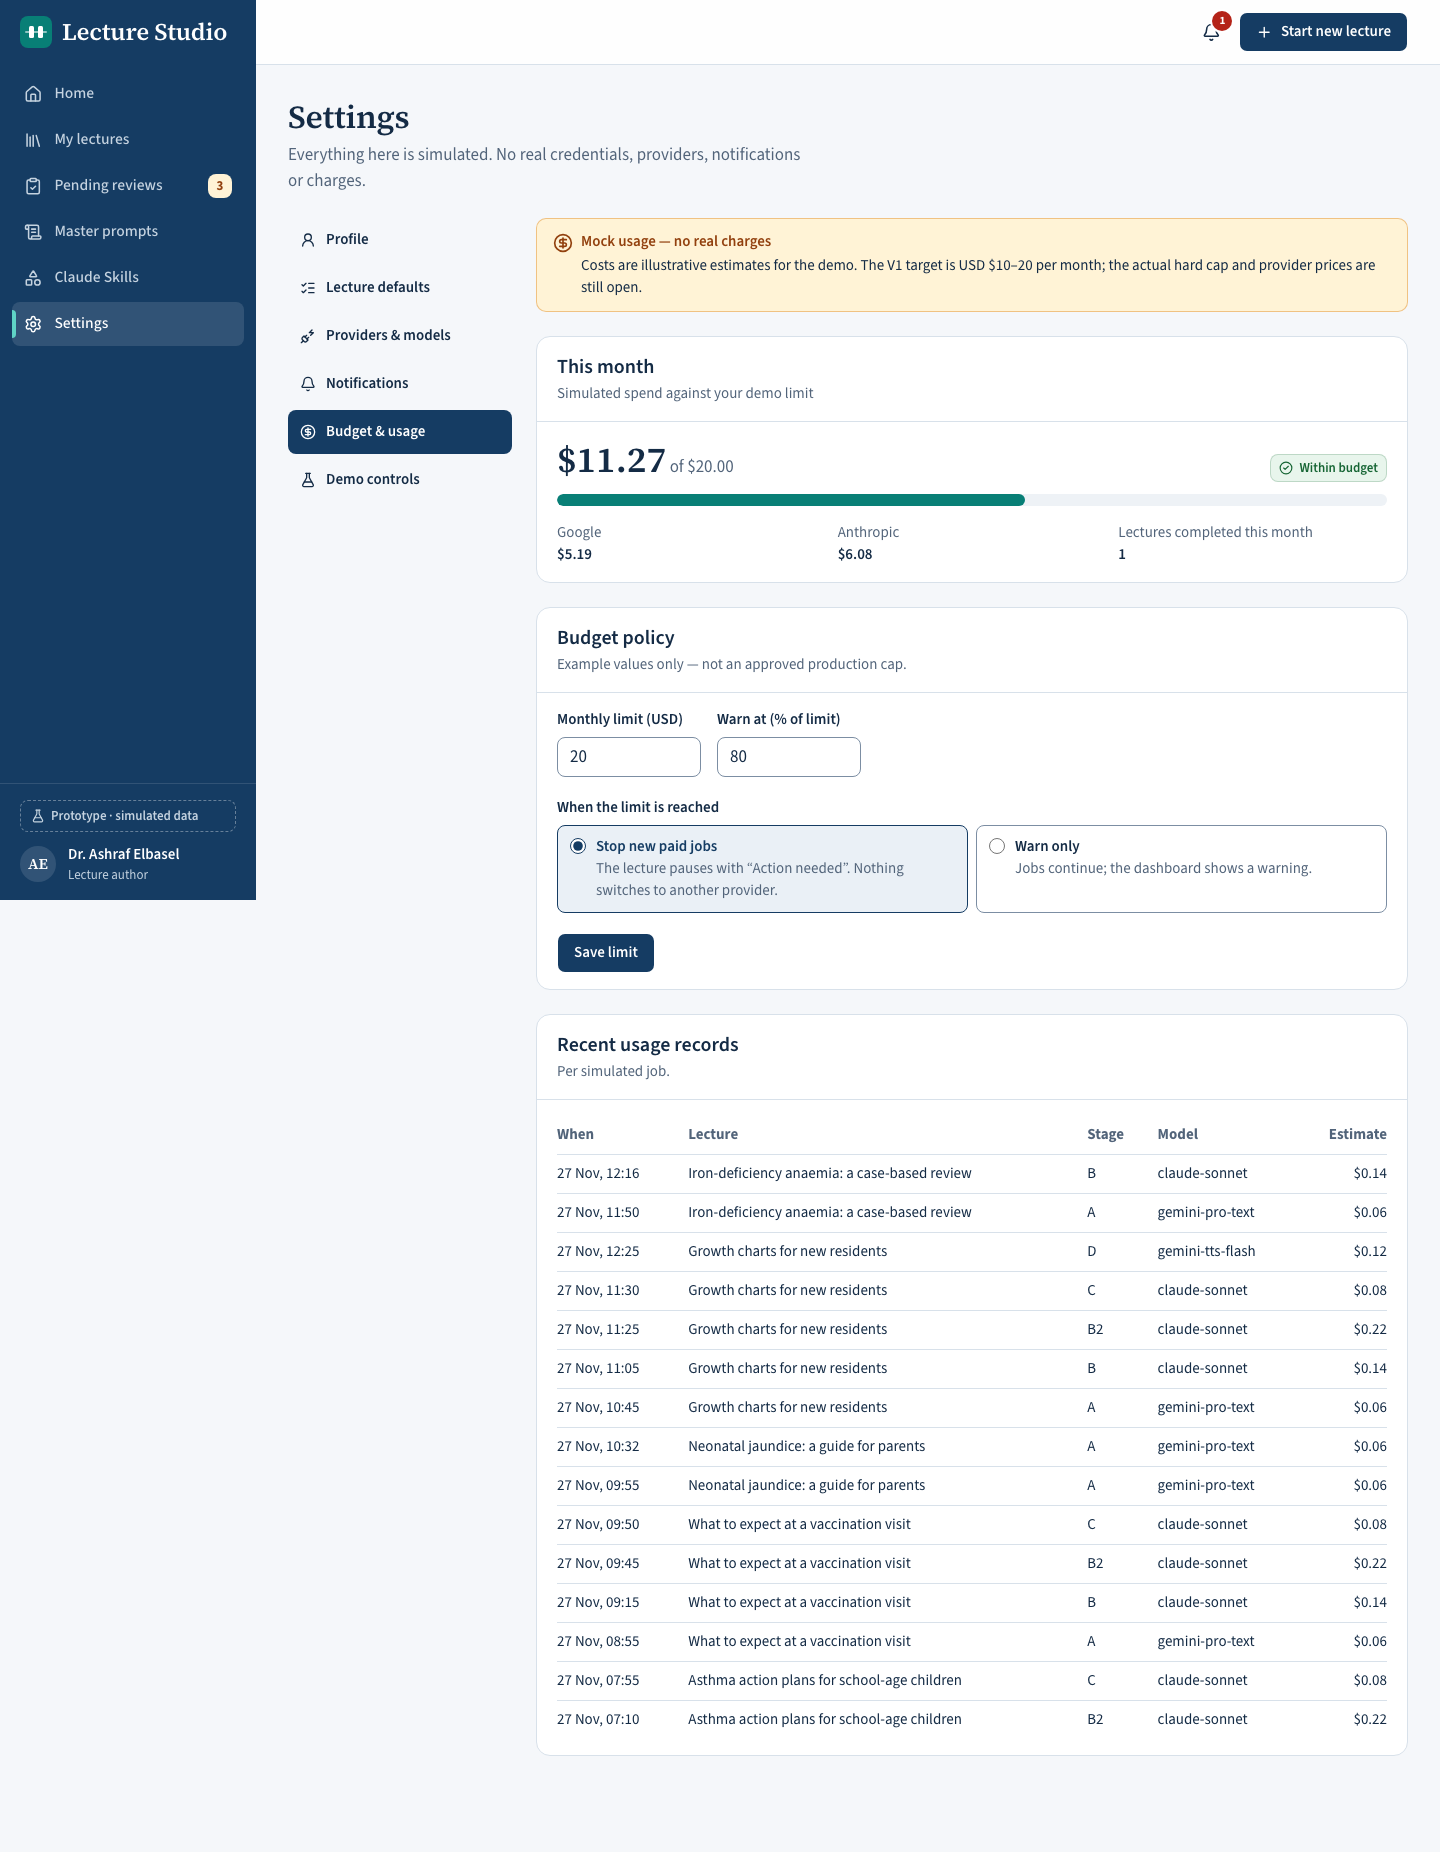 Lecture Studio
Home
My lectures
Pending reviews 3
Master prompts
Claude Skills
Settings
Prototype · simulated data
AE
Dr. Ashraf Elbasel
Lecture author
1
Start new lecture
Settings
Everything here is simulated. No real credentials, providers, notifications
or charges.
Profile
Lecture defaults
Providers & models
Notifications
Budget & usage
Demo controls
Mock usage — no real charges
Costs are illustrative estimates for the demo. The V1 target is USD $10–20 per month; the actual hard cap and provider prices are
still open.
This month
Simulated spend against your demo limit
$11.27 of $20.00
Within budget
Google Anthropic Lectures completed this month
$5.19 $6.08 1
Budget policy
Example values only — not an approved production cap.
Monthly limit (USD) Warn at (% of limit)
20 80
When the limit is reached
Stop new paid jobs
The lecture pauses with “Action needed”. Nothing
switches to another provider.
Warn only
Jobs continue; the dashboard shows a warning.
Save limit
Recent usage records
Per simulated job.
When Lecture Stage Model Estimate
27 Nov, 12:16 Iron-deficiency anaemia: a case-based review B claude-sonnet $0.14
27 Nov, 11:50 Iron-deficiency anaemia: a case-based review A gemini-pro-text $0.06
27 Nov, 12:25 Growth charts for new residents D gemini-tts-flash $0.12
27 Nov, 11:30 Growth charts for new residents C claude-sonnet $0.08
27 Nov, 11:25 Growth charts for new residents B2 claude-sonnet $0.22
27 Nov, 11:05 Growth charts for new residents B claude-sonnet $0.14
27 Nov, 10:45 Growth charts for new residents A gemini-pro-text $0.06
27 Nov, 10:32 Neonatal jaundice: a guide for parents A gemini-pro-text $0.06
27 Nov, 09:55 Neonatal jaundice: a guide for parents A gemini-pro-text $0.06
27 Nov, 09:50 What to expect at a vaccination visit C claude-sonnet $0.08
27 Nov, 09:45 What to expect at a vaccination visit B2 claude-sonnet $0.22
27 Nov, 09:15 What to expect at a vaccination visit B claude-sonnet $0.14
27 Nov, 08:55 What to expect at a vaccination visit A gemini-pro-text $0.06
27 Nov, 07:55 Asthma action plans for school-age children C claude-sonnet $0.08
27 Nov, 07:10 Asthma action plans for school-age children B2 claude-sonnet $0.22